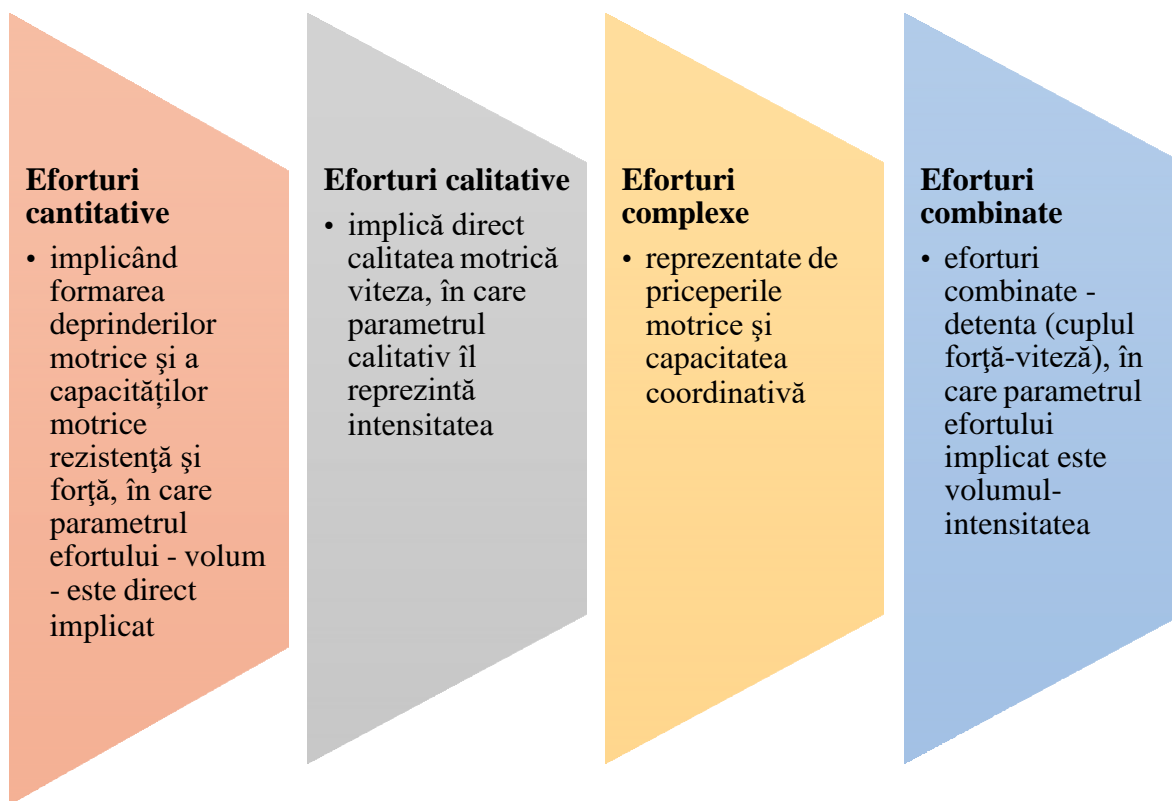 Eforturi
cantitative
• implicând
formarea
deprinderilor
motrice şi a
capacităților
motrice
rezistenţă şi
forţă, în care
parametrul
efortului - volum
- este direct
implicat
Eforturi calitative
• implică direct
calitatea motrică
viteza, în care
parametrul
calitativ îl
reprezintă
intensitatea
Eforturi
complexe
• reprezentate de
priceperile
motrice şi
capacitatea
coordinativă
Eforturi
combinate
• eforturi
combinate -
detenta (cuplul
forţă-viteză), în
care parametrul
efortului
implicat este
volumul-
intensitatea